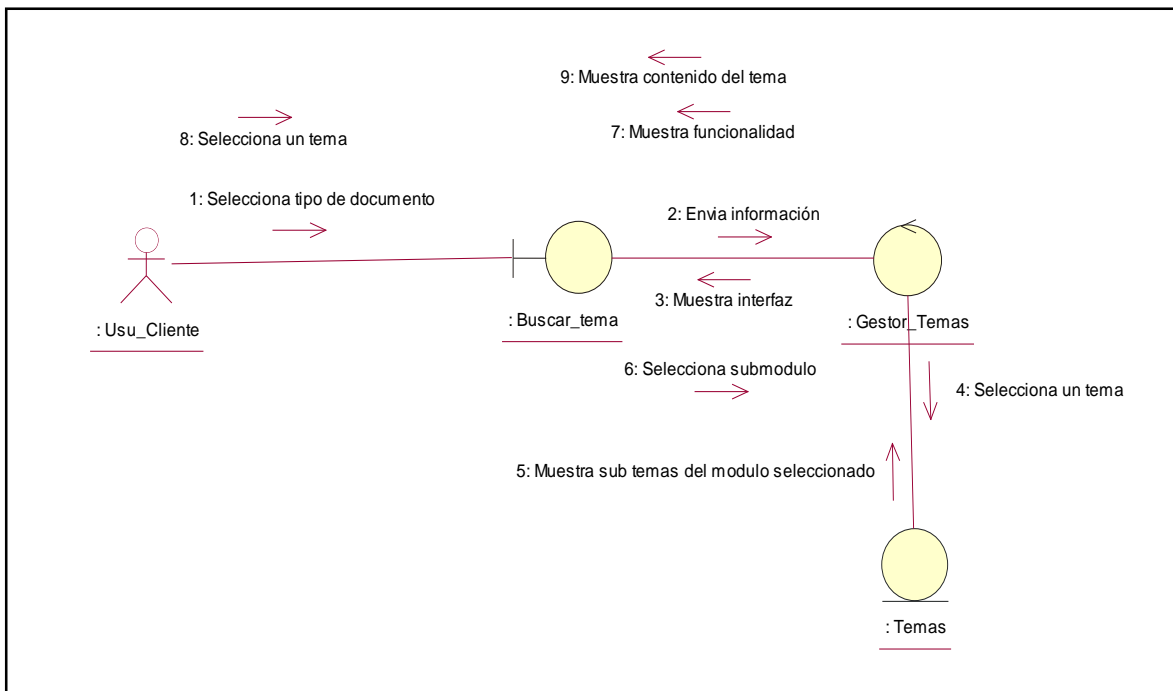 9: Muestra contenido del tema
7: Muestra funcionalidad
8: Selecciona un tema
1: Selecciona tipo de documento
2: Envia información
3: Muestra interfaz
: Usu_Cliente
: Buscar_tema
: Gestor_Temas
6: Selecciona submodulo
4: Selecciona un tema
5: Muestra sub temas del modulo seleccionado
: Temas